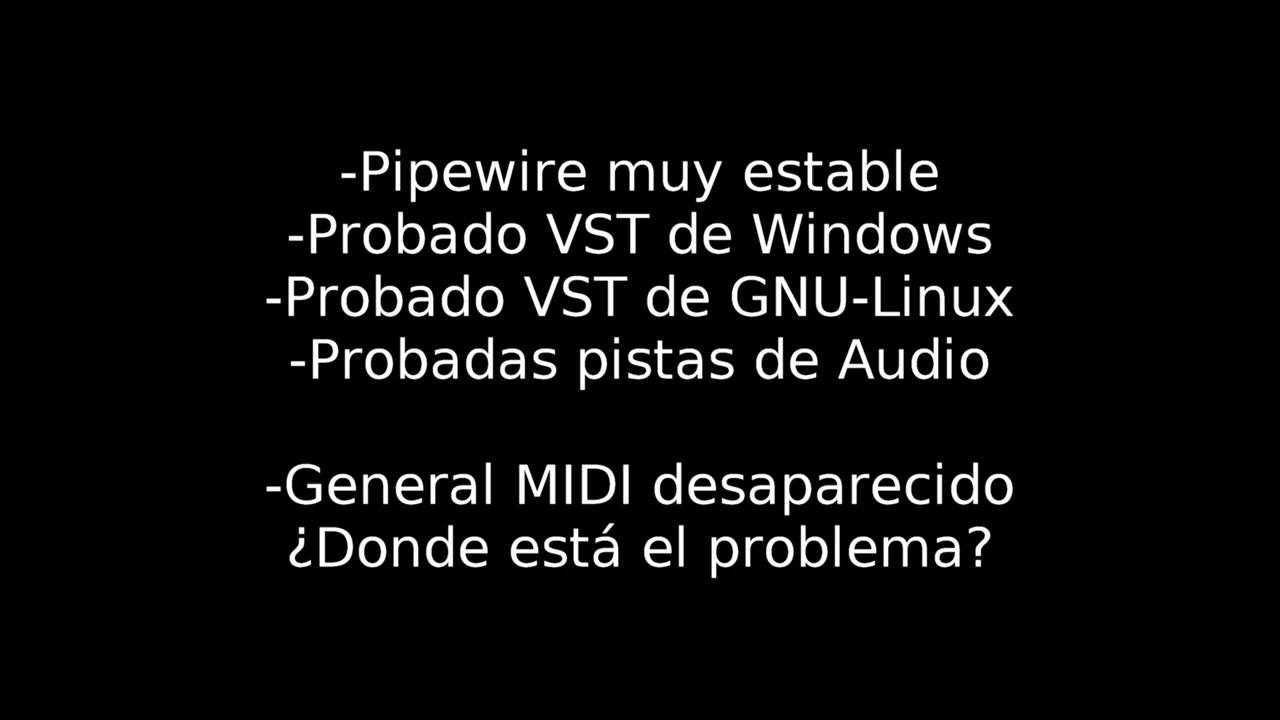 -Pipewire muy estable
-Probado VST de Windows
-Probado VST de GNU-Linux
-Probadas pistas de Audio
-General MIDI desaparecido
¿Donde está el problema?